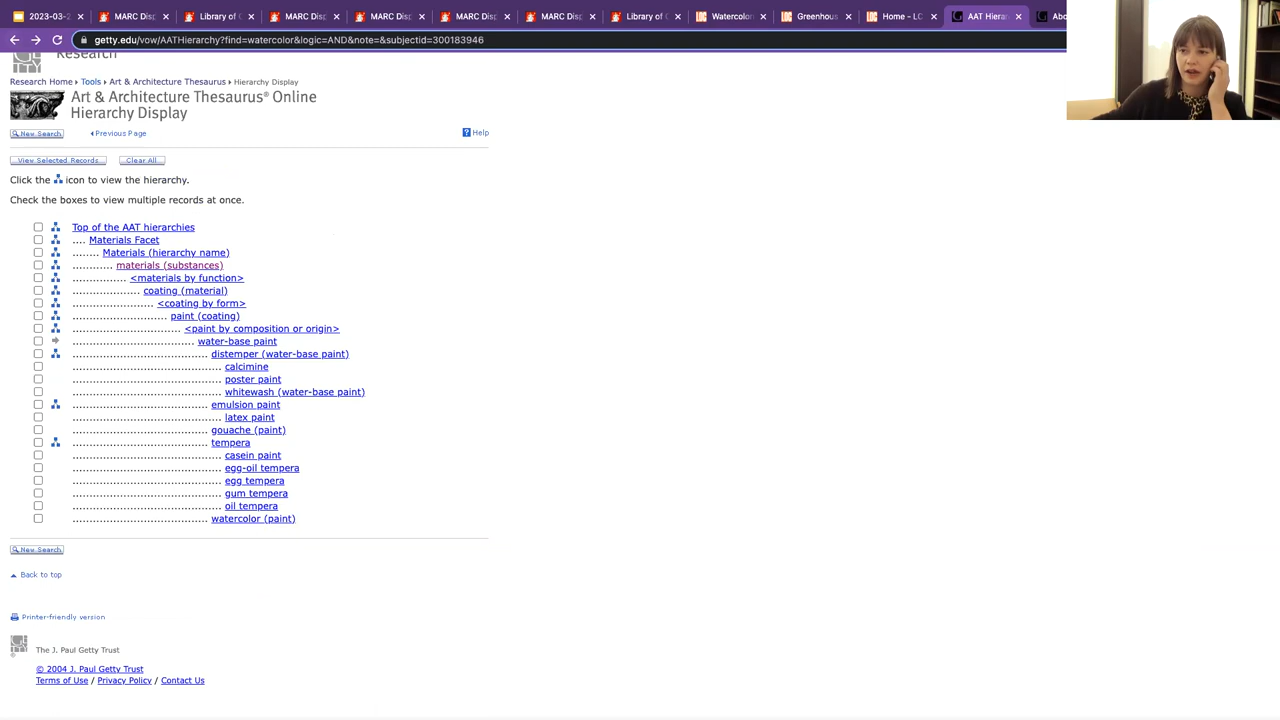 2023-03-2
MARC Disp
Library of C
MARC Disp
MARC Disp
MARC Disp
MARC Disp
Library of C
Watercolor
Greenhous
Home - LC
AAT Hierar
Abo
getty.edu/vow/AATHierarchy?find=watercolor&logic=AND&note=&subjectid=300183946
Research
Research Home Tools Art & Architecture Thesaurus Hierarchy Display
Art & Architecture Thesaurus® Online
Hierarchy Display
New Search Previous Page ? Help
View Selected Records Clear All
Click the icon to view the hierarchy.
Check the boxes to view multiple records at once.
Top of the AAT hierarchies
.... Materials Facet
........ Materials (hierarchy name)
............ materials (substances)
................ <materials by function>
.................... coating (material)
........................ <coating by form>
............................ paint (coating)
................................ <paint by composition or origin>
.................................... water-base paint
........................................ distemper (water-base paint)
............................................ calcimine
............................................ poster paint
............................................ whitewash (water-base paint)
........................................ emulsion paint
............................................ latex paint
........................................ gouache (paint)
........................................ tempera
............................................ casein paint
............................................ egg-oil tempera
............................................ egg tempera
............................................ gum tempera
............................................ oil tempera
........................................ watercolor (paint)
New Search
Back to top
Printer-friendly version
The J. Paul Getty Trust
© 2004 J. Paul Getty Trust
Terms of Use / Privacy Policy / Contact Us